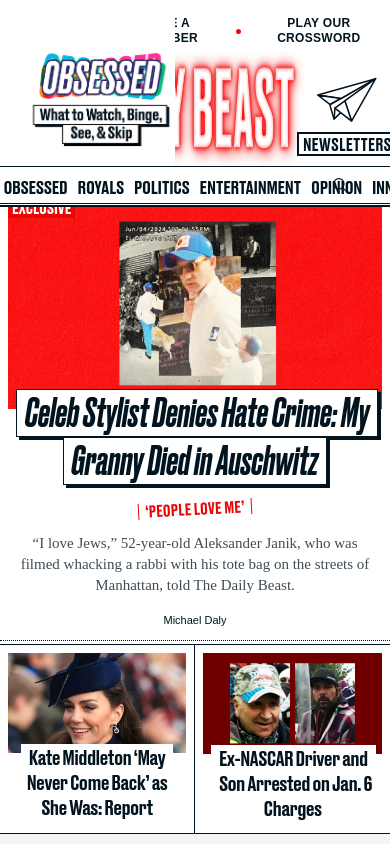 E A
BER
PLAY OUR
CROSSWORD
OBSESSED
What to Watch, Binge,
See, & Skip
Y BEAST
NEWSLETTERS
OBSESSED ROYALS POLITICS ENTERTAINMENT OPINION INN
EXCLUSIVE
Celeb Stylist Denies Hate Crime: My
Granny Died in Auschwitz
‘PEOPLE LOVE ME’
“I love Jews,” 52-year-old Aleksander Janik, who was
filmed whacking a rabbi with his tote bag on the streets of
Manhattan, told The Daily Beast.
Michael Daly
Kate Middleton ‘May
Never Come Back’ as
She Was: Report
Ex-NASCAR Driver and
Son Arrested on Jan. 6
Charges